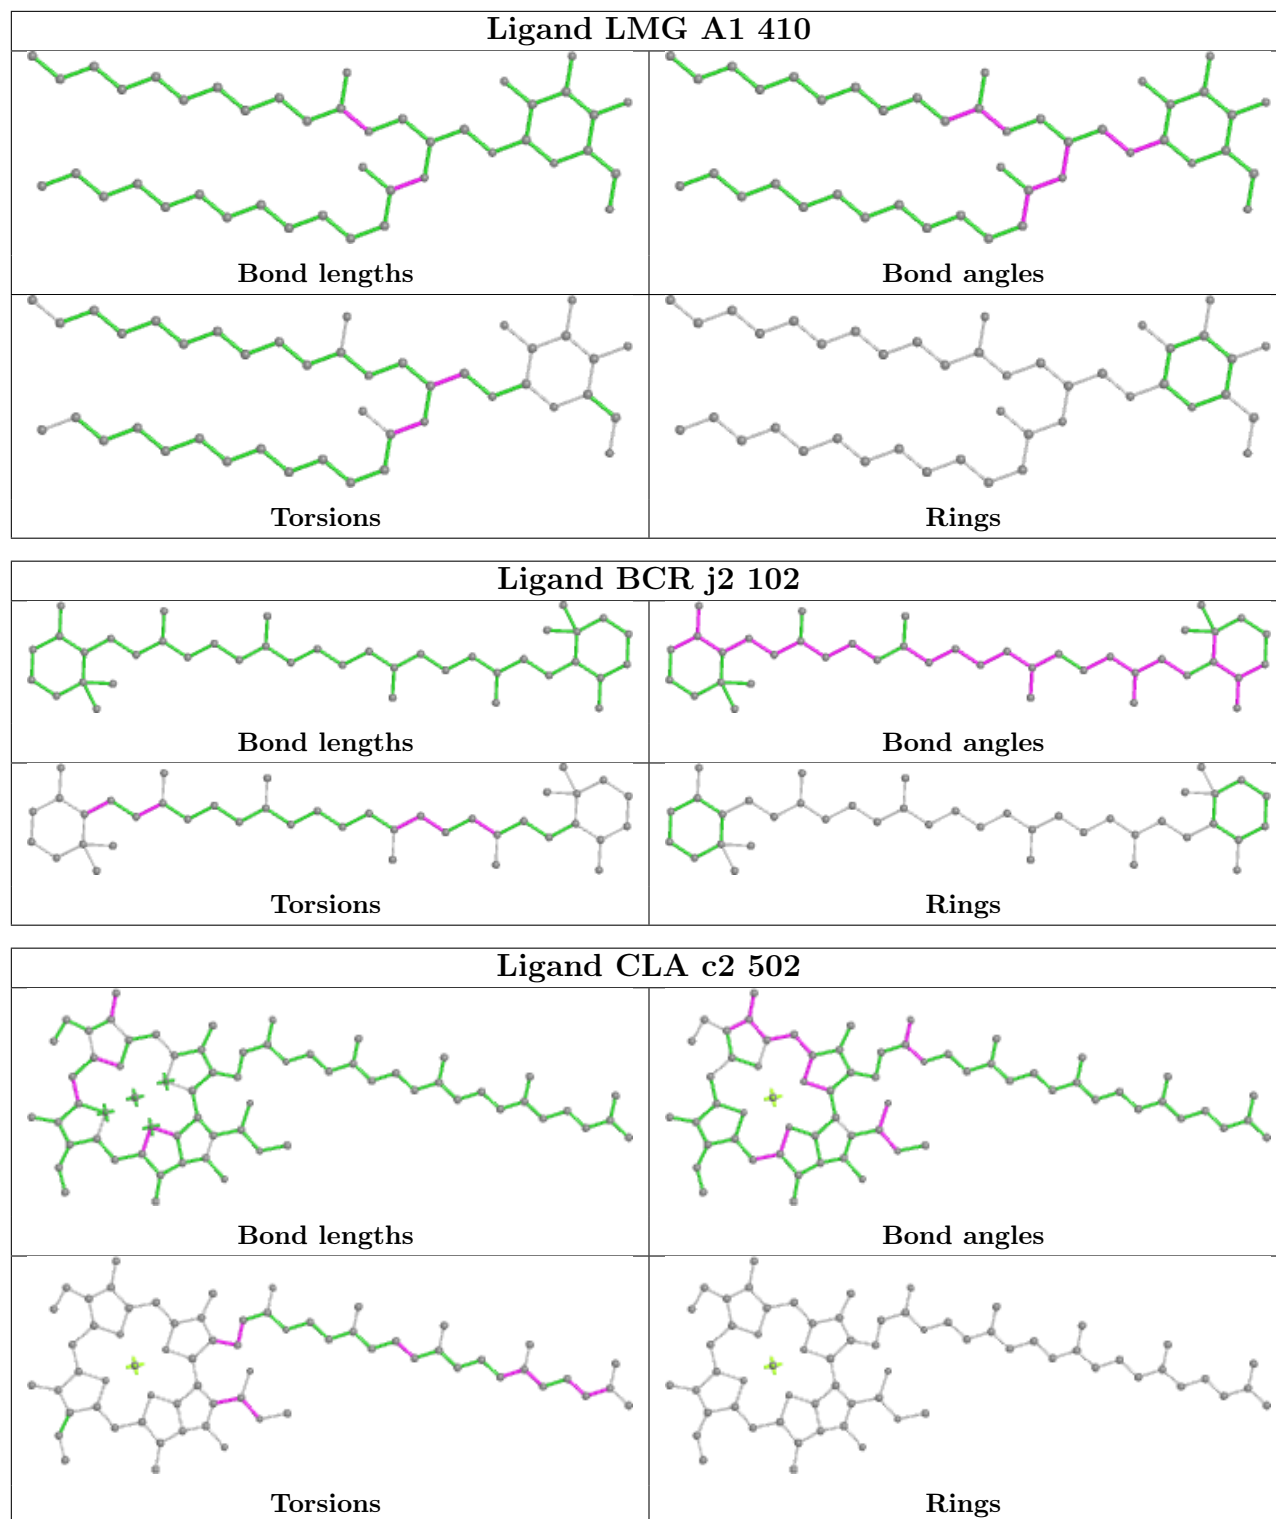 Ligand LMG A1 410
Bond lengths
Bond angles
Torsions
Rings
Ligand BCR j2 102
Bond lengths
Bond angles
Torsions
Rings
Ligand CLA c2 502
Bond lengths
Bond angles
Torsions
Rings